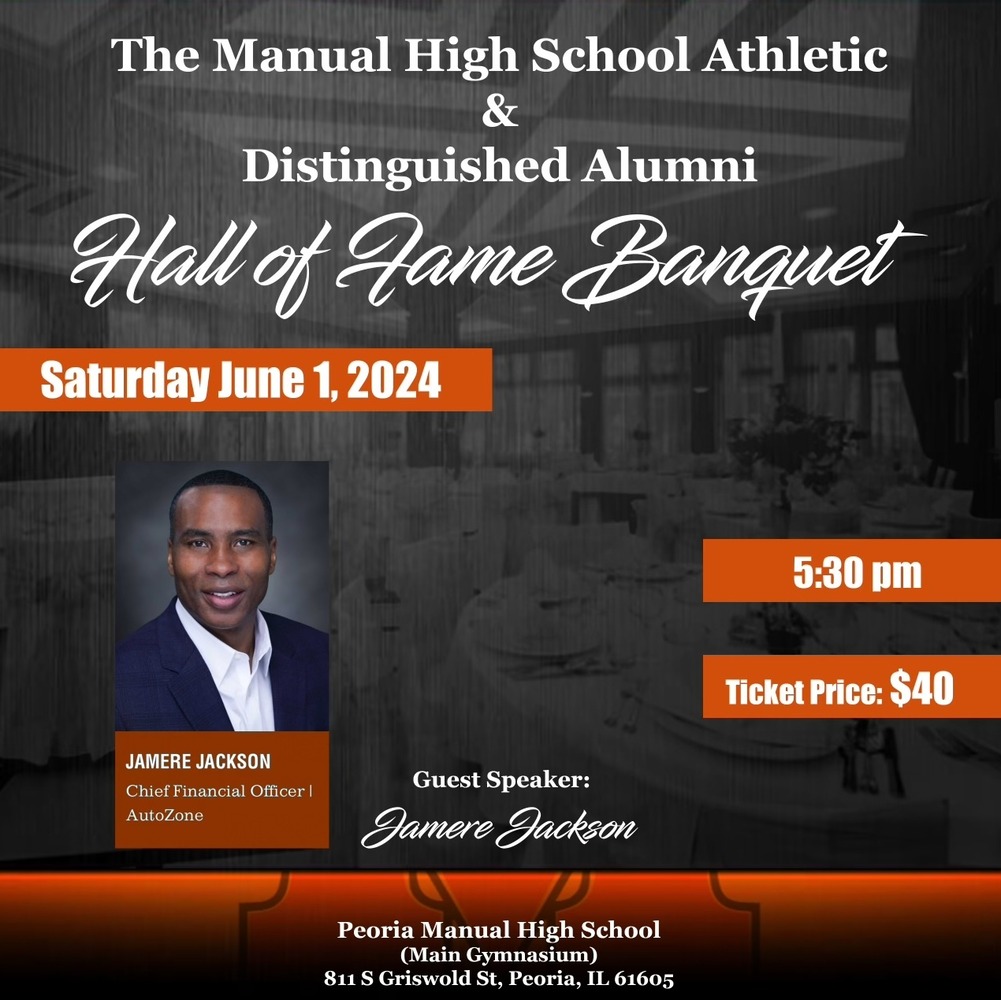 The Manual High School Athletic
&
Distinguished Alumni
Hall of Fame Banquet
Saturday June 1, 2024
5:30 pm
Ticket Price: $40
JAMERE JACKSON
Chief Financial Officer |
AutoZone
Guest Speaker:
Jamere Jackson
Peoria Manual High School
(Main Gymnasium)
811 S Griswold St, Peoria, IL 61605